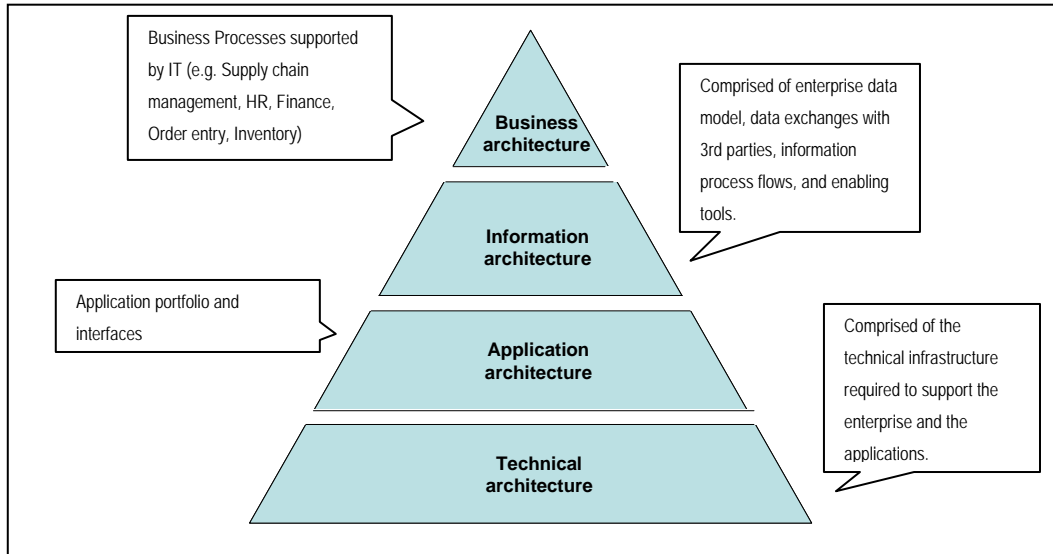 Business Processes supported
by IT (e.g. Supply chain
management, HR, Finance,
Order entry, Inventory)
Business
architecture
Comprised of enterprise data
model, data exchanges with
3rd parties, information
process flows, and enabling
tools.
Information
architecture
Application portfolio and
interfaces
Application
architecture
Comprised of the
technical infrastructure
required to support the
enterprise and the
applications.
Technical
architecture